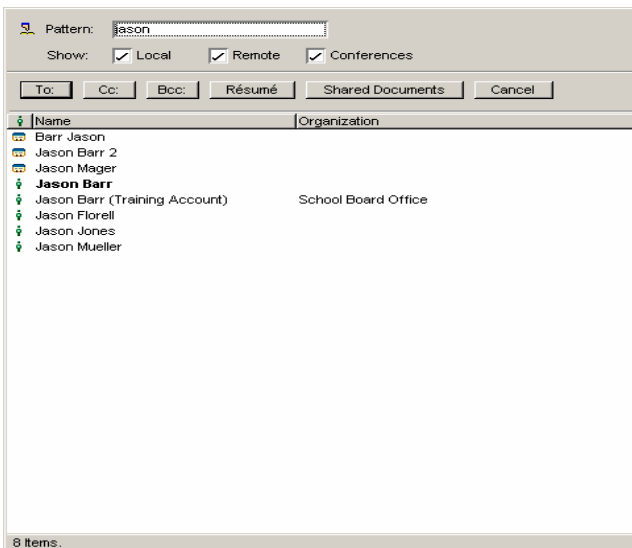 Pattern: jason
Show: Local Remote Conferences
To: Cc: Bcc: Résumé Shared Documents Cancel
Name Organization
Barr Jason
Jason Barr 2
Jason Mager
Jason Barr
Jason Barr (Training Account) School Board Office
Jason Florell
Jason Jones
Jason Mueller
8 Items.